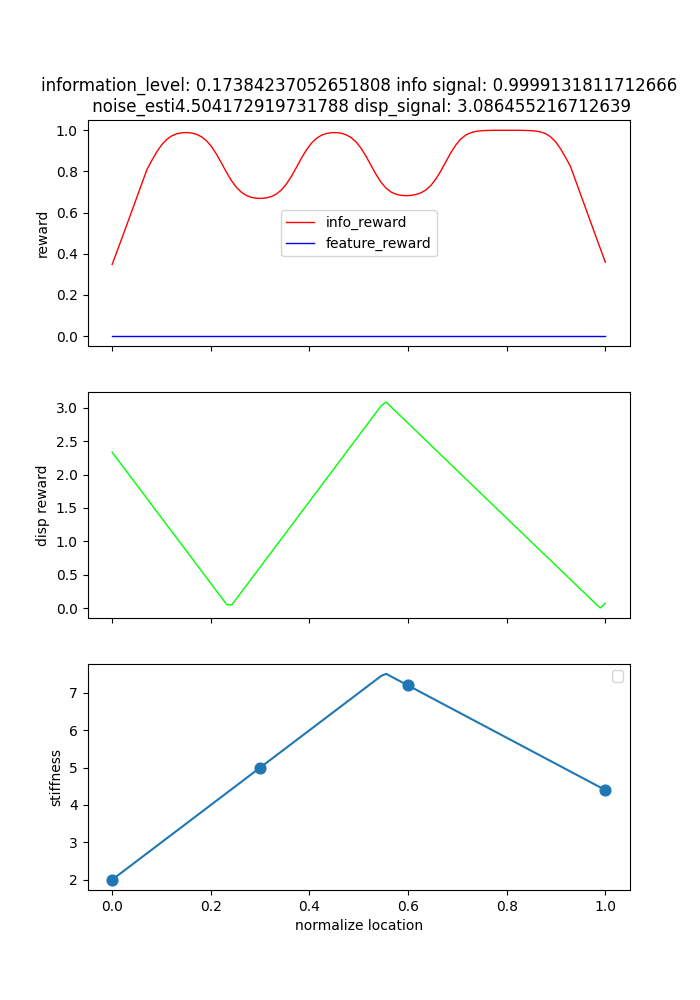 information_level: 0.17384237052651808 info signal: 0.9999131811712666
noise_esti4.504172919731788 disp_signal: 3.086455216712639
1.0
0.8
0.6
0.4
0.2
0.0
reward
info_reward
feature_reward
3.0
2.5
2.0
1.5
1.0
0.5
0.0
disp reward
7
6
5
4
3
2
stiffness
0.0 0.2 0.4 0.6 0.8 1.0
normalize location